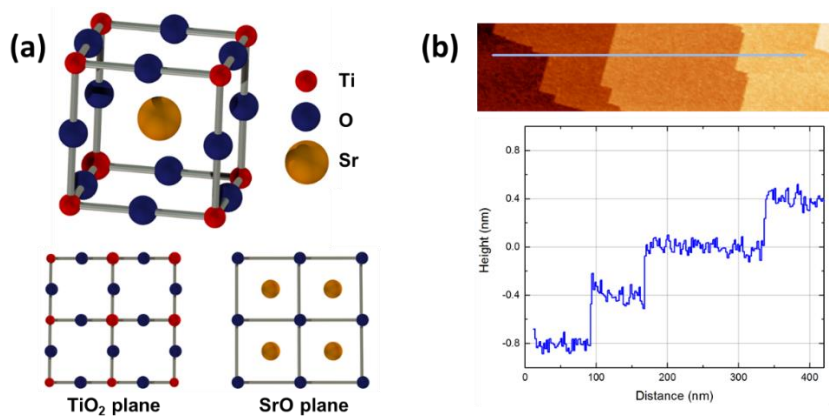 (a)
Ti
O
Sr
TiO₂ plane
SrO plane
(b)
0.8
0.4
0.0
-0.4
-0.8
Height (nm)
100
200
300
400
Distance (nm)